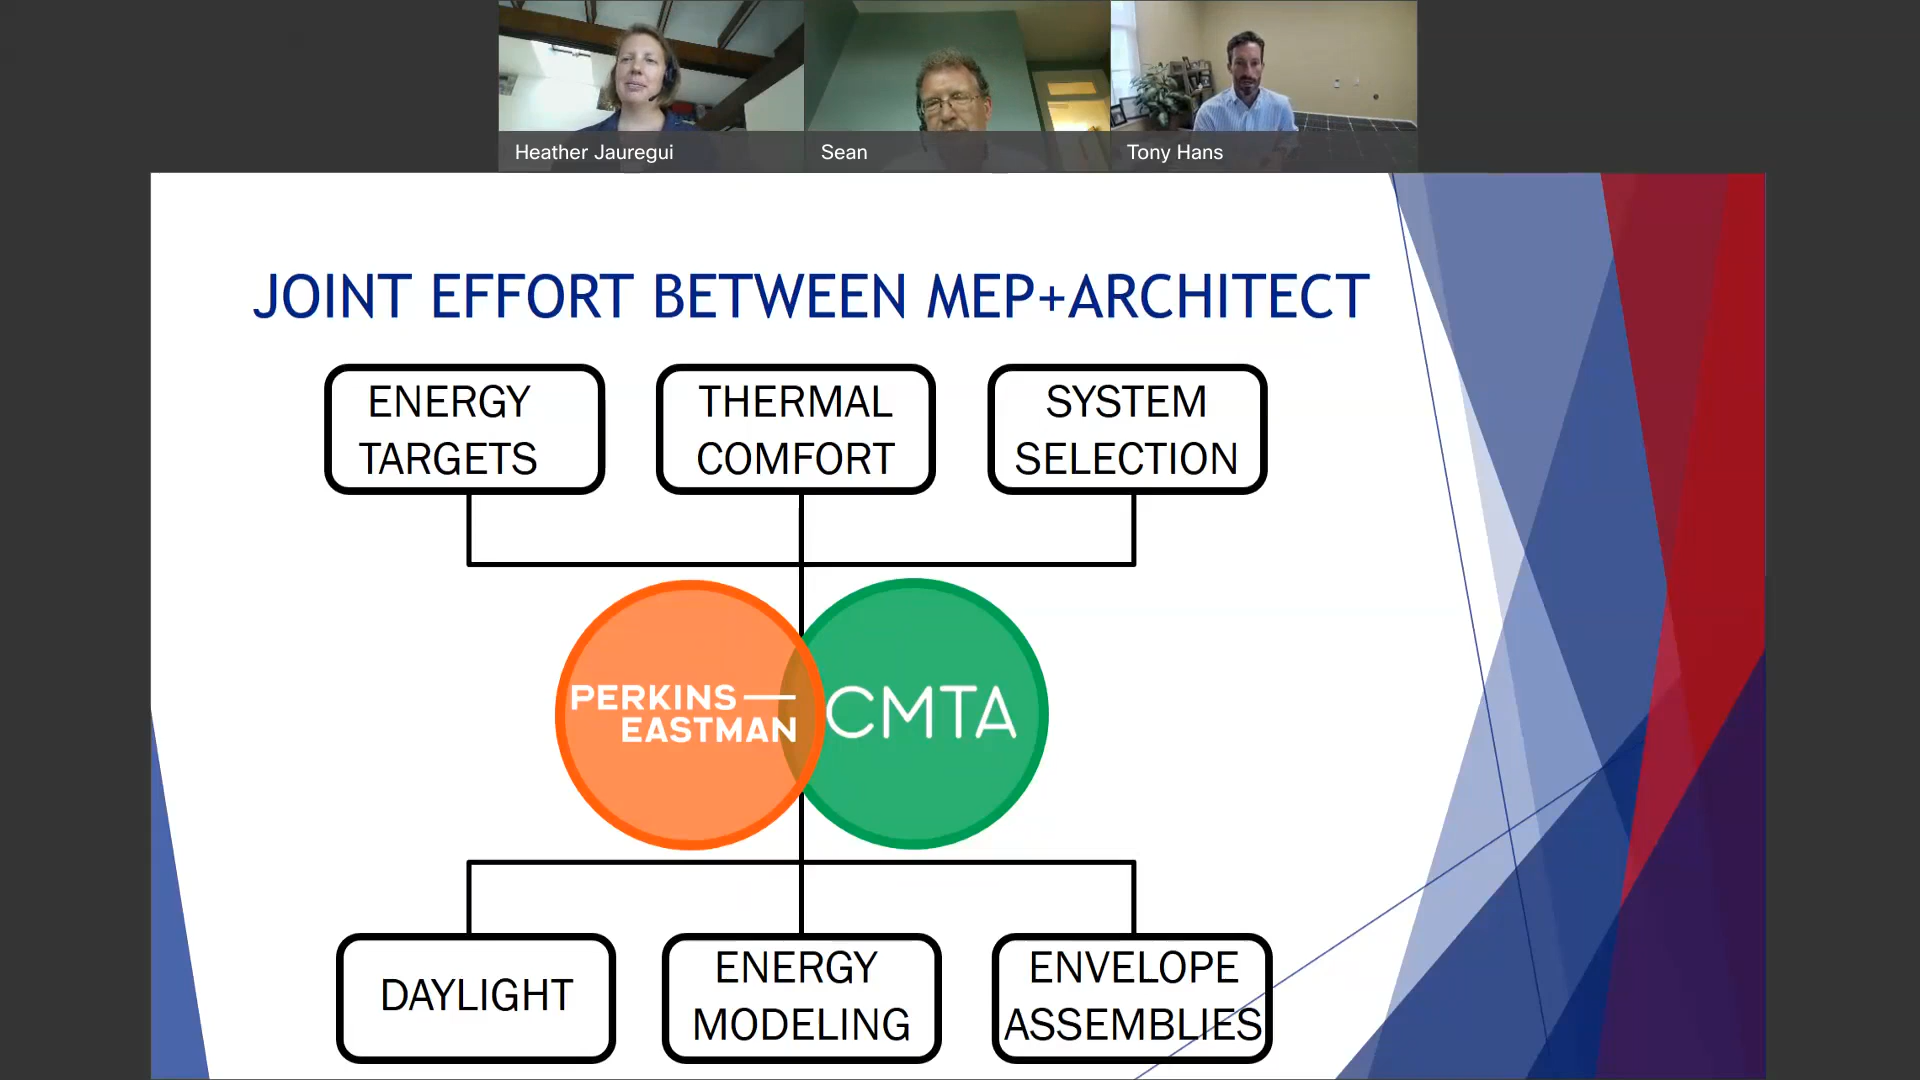 Heather Jauregui
Sean
Tony Hans
JOINT EFFORT BETWEEN MEP+ARCHITECT
ENERGY
TARGETS
THERMAL
COMFORT
SYSTEM
SELECTION
PERKINS
EASTMAN
CMTA
DAYLIGHT
ENERGY
MODELING
ENVELOPE
ASSEMBLIES